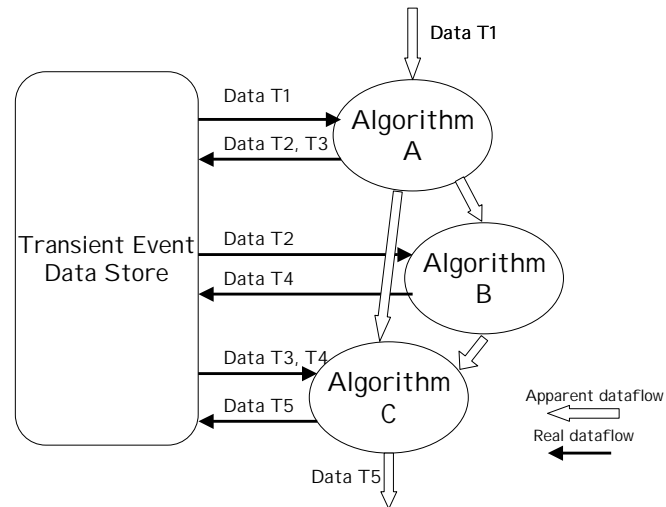 Data T1
Data T1
Algorithm
A
Data T2, T3
Transient Event
Data Store
Data T2
Algorithm
B
Data T4
Data T3, T4
Algorithm
C
Data T5
Apparent dataflow
Real dataflow
Data T5